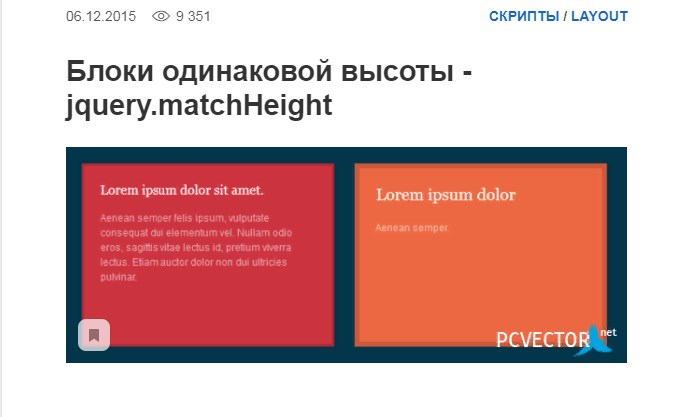 06.12.2015 9 351 СКРИПТЫ / LAYOUT
Блоки одинаковой высоты -
jquery.matchHeight
Lorem ipsum dolor sit amet.
Aenean semper felis ipsum, vulputate
consequat dui elementum vel. Nullam odio
eros, sagittis vitae lectus id, pretium viverra
lectus. Etiam auctor dolor non dui ultricies
pulvinar.
Lorem ipsum dolor
Aenean semper.
PCVECTOR.net